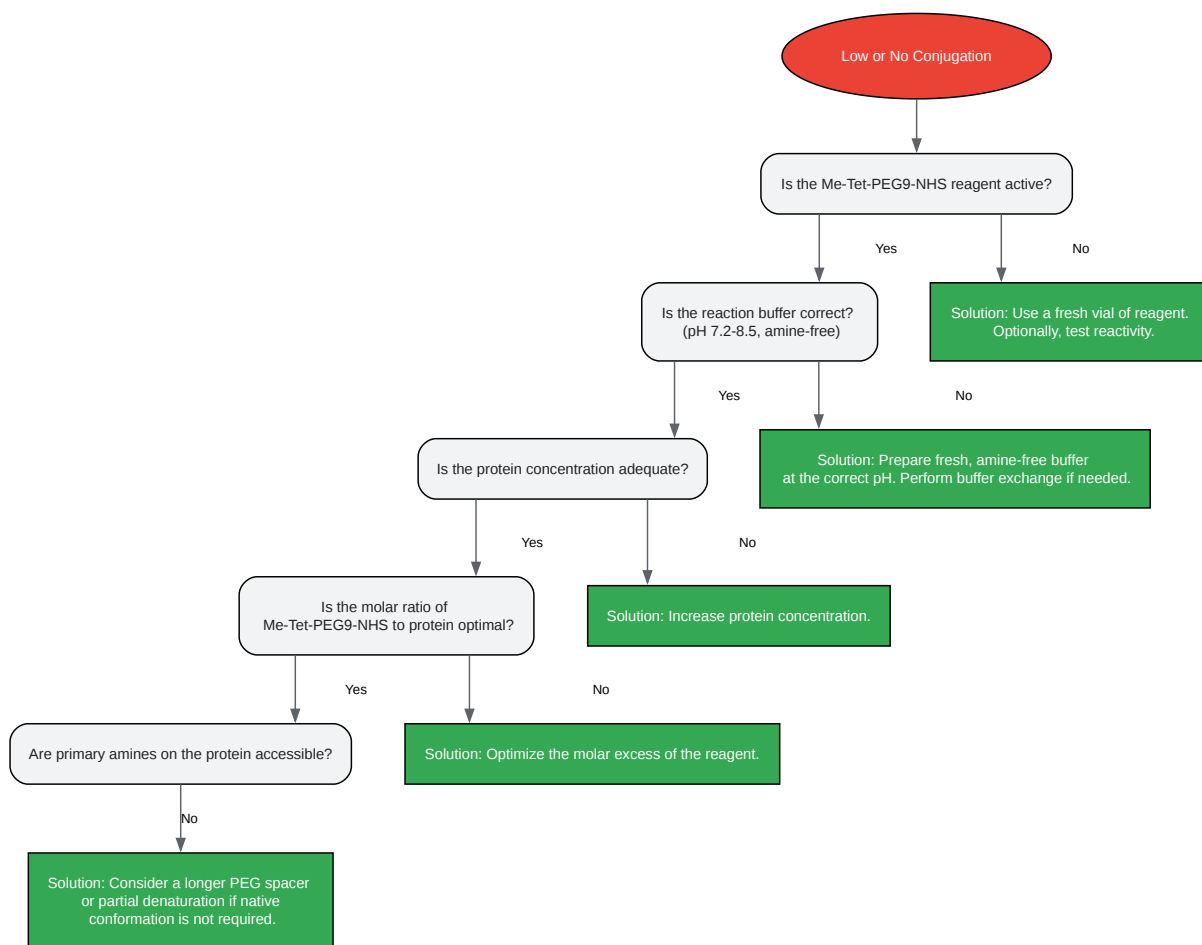 Low or No Conjugation
Is the Me-Tet-PEG9-NHS reagent active?
Yes
No
Is the reaction buffer correct?
(pH 7.2-8.5, amine-free)
Solution: Use a fresh vial of reagent.
Optionally, test reactivity.
Yes
No
Is the protein concentration adequate?
Solution: Prepare fresh, amine-free buffer
at the correct pH. Perform buffer exchange if needed.
Yes
No
Is the molar ratio of
Me-Tet-PEG9-NHS to protein optimal?
Solution: Increase protein concentration.
Yes
No
Are primary amines on the protein accessible?
Solution: Optimize the molar excess of the reagent.
No
Solution: Consider a longer PEG spacer
or partial denaturation if native
conformation is not required.